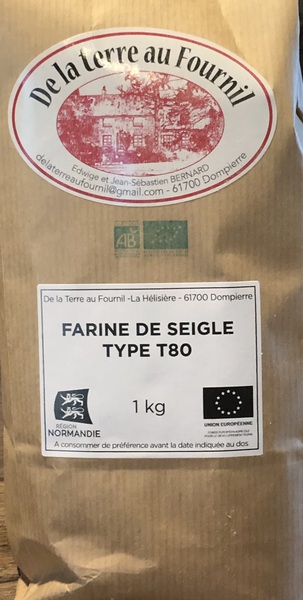 De la terre au Fournil
Edwige et Jean-Sébastien BERNARD
delaterreaufournil@gmail.com - 61700 Dompierre
AB
De la Terre au Fournil -La Hélisière - 61700 Dompierre
FARINE DE SEIGLE
TYPE T80
1 kg
RÉGION
NORMANDIE
UNION EUROPÉENNE
A consommer de préférence avant la date indiquée au dos